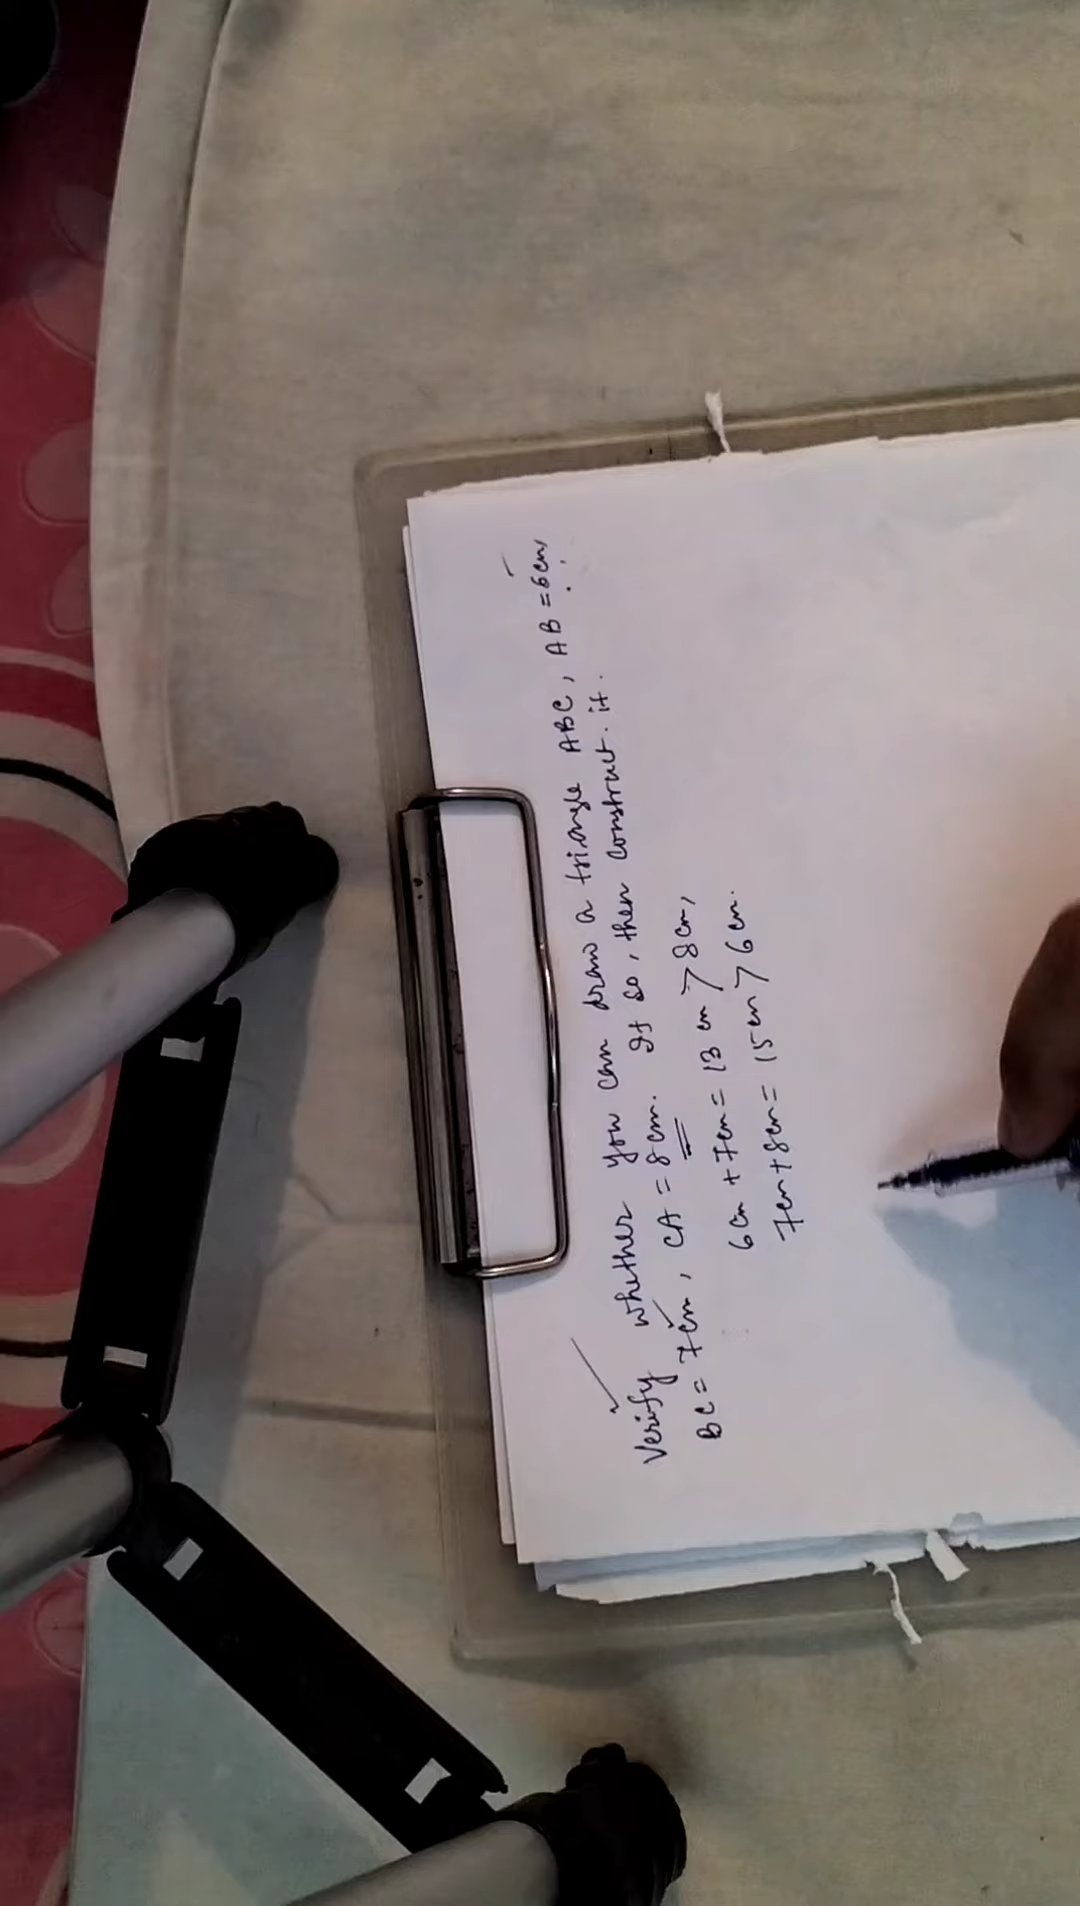 Verify whether you can draw a triangle ABC, AB = 6cm,
BC = 7cm, CA = 8cm. If so, then construct. it.
6cm + 7cm = 13 cm > 8cm,
7cm + 8cm = 15cm > 6cm.